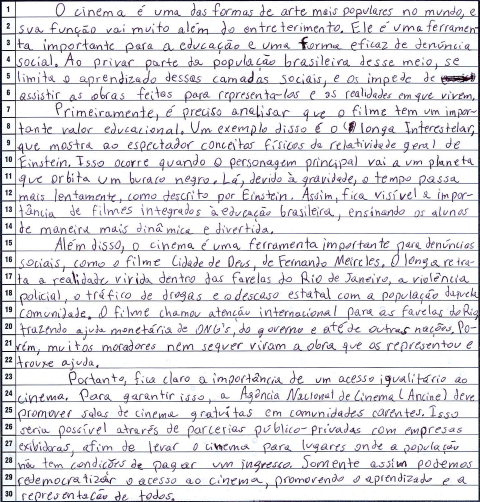 1 O cinema é uma das formas de arte mais populares no mundo, e
2 sua função vai muito além do entreterimento. Ele é uma ferramen
3 ta importante para a educação e uma forma eficaz de denúncia
4 social. Ao privar parte da população brasileira desse meio, se
5 limita o aprendizado dessas camadas sociais, e os impede de
6 assistir as obras feitas para representa-los e as realidades em que vivem.
7 Primeiramente, é preciso analisar que o filme tem um impor-
8 tante valor educacional. Um exemplo disso é o longa Interestelar,
9 que mostra ao espectador conceitos físicos da relatividade geral de
10 Einstein. Isso ocorre quando o personagem principal vai a um planeta
11 que orbita um buraco negro. Lá, devido à gravidade, o tempo passa
12 mais lentamente, como descrito por Einstein. Assim, fica visível a impor-
13 tância de filmes integrados à educação brasileira, ensinando os alunos
14 de maneira mais dinâmica e divertida.
15 Além disso, o cinema é uma ferramenta importante para denúncias
16 sociais, como o filme Cidade de Deus, de Fernando Meireles. O longa retra-
17 ta a realidade vivida dentro das favelas do Rio de Janeiro, a violência
18 policial, o tráfico de drogas e o descaso estatal com a população daquela
19 comunidade. O filme chamou atenção internacional para as favelas do Rio,
20 trazendo ajuda monetária de ONG's, do governo e até de outras nações. Po-
21 rém, muitos moradores nem sequer viram a obra que os representou e
22 trouxe ajuda.
23 Portanto, fica claro a importância de um acesso igualitário ao
24 cinema. Para garantir isso, a Agência Nacional de Cinema (Ancine) deve
25 promover salas de cinema gratuitas em comunidades carentes. Isso
26 seria possível através de parcerias público-privadas com empresas
27 exibidoras, afim de levar o cinema para lugares onde a população
28 não tem condições de pagar um ingresso. Somente assim podemos
29 redemocratizar o acesso ao cinema, promovendo o aprendizado e a
30 representação de todos.